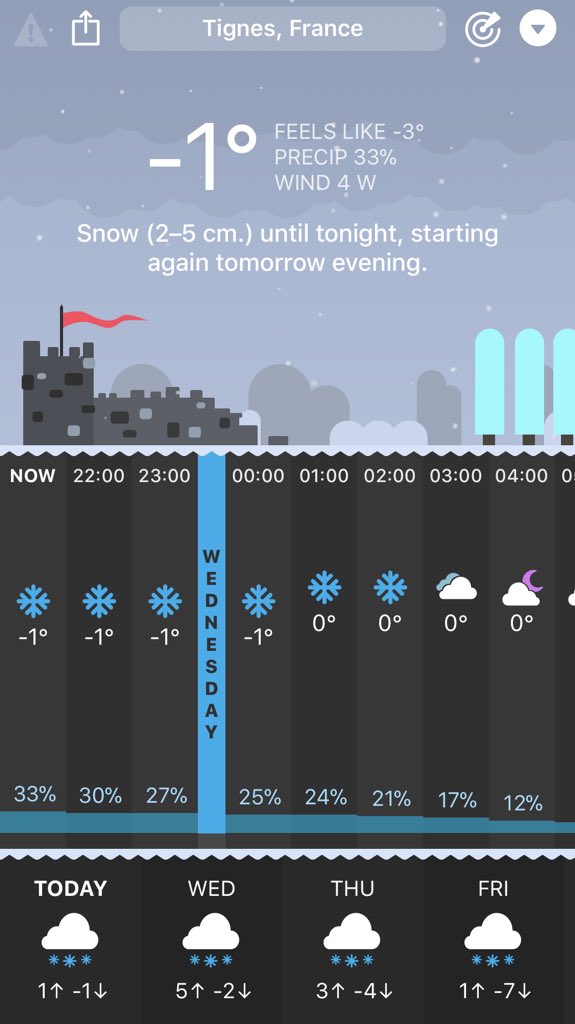 Tignes, France
-1°
FEELS LIKE -3°
PRECIP 33%
WIND 4 W
Snow (2–5 cm.) until tonight, starting
again tomorrow evening.
NOW 22:00 23:00 00:00 01:00 02:00 03:00 04:00 0
WEDNESDAY
-1° -1° -1° -1° 0° 0° 0° 0°
33% 30% 27% 25% 24% 21% 17% 12%
TODAY WED THU FRI
1↑ -1↓ 5↑ -2↓ 3↑ -4↓ 1↑ -7↓